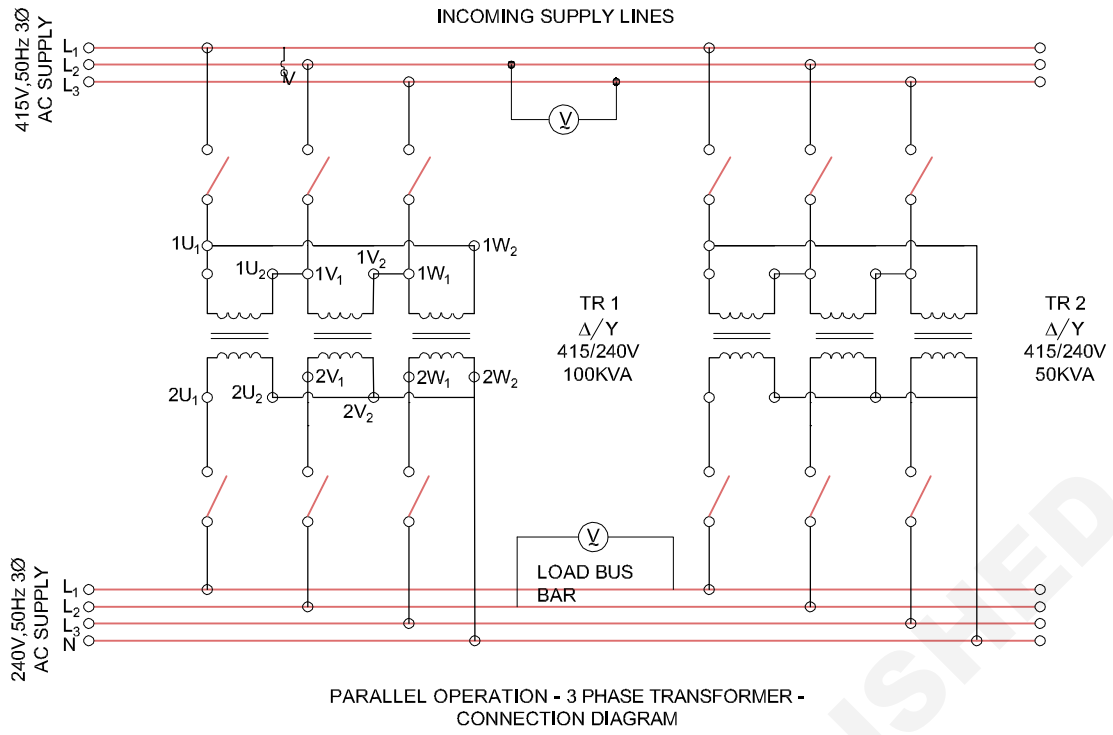 INCOMING SUPPLY LINES
415V,50Hz 3Ø
AC SUPPLY
L₁
L₂
L₃
V
V
~
1U₁
1W₂
1U₂
1V₁
1V₂
1W₁
TR 1
Δ/Y
415/240V
100KVA
TR 2
Δ/Y
415/240V
50KVA
2V₁
2W₁
2W₂
2U₁
2U₂
2V₂
V
~
LOAD BUS
BAR
240V,50Hz 3Ø
AC SUPPLY
L₁
L₂
L₃
N
PARALLEL OPERATION - 3 PHASE TRANSFORMER -
CONNECTION DIAGRAM
ISHED